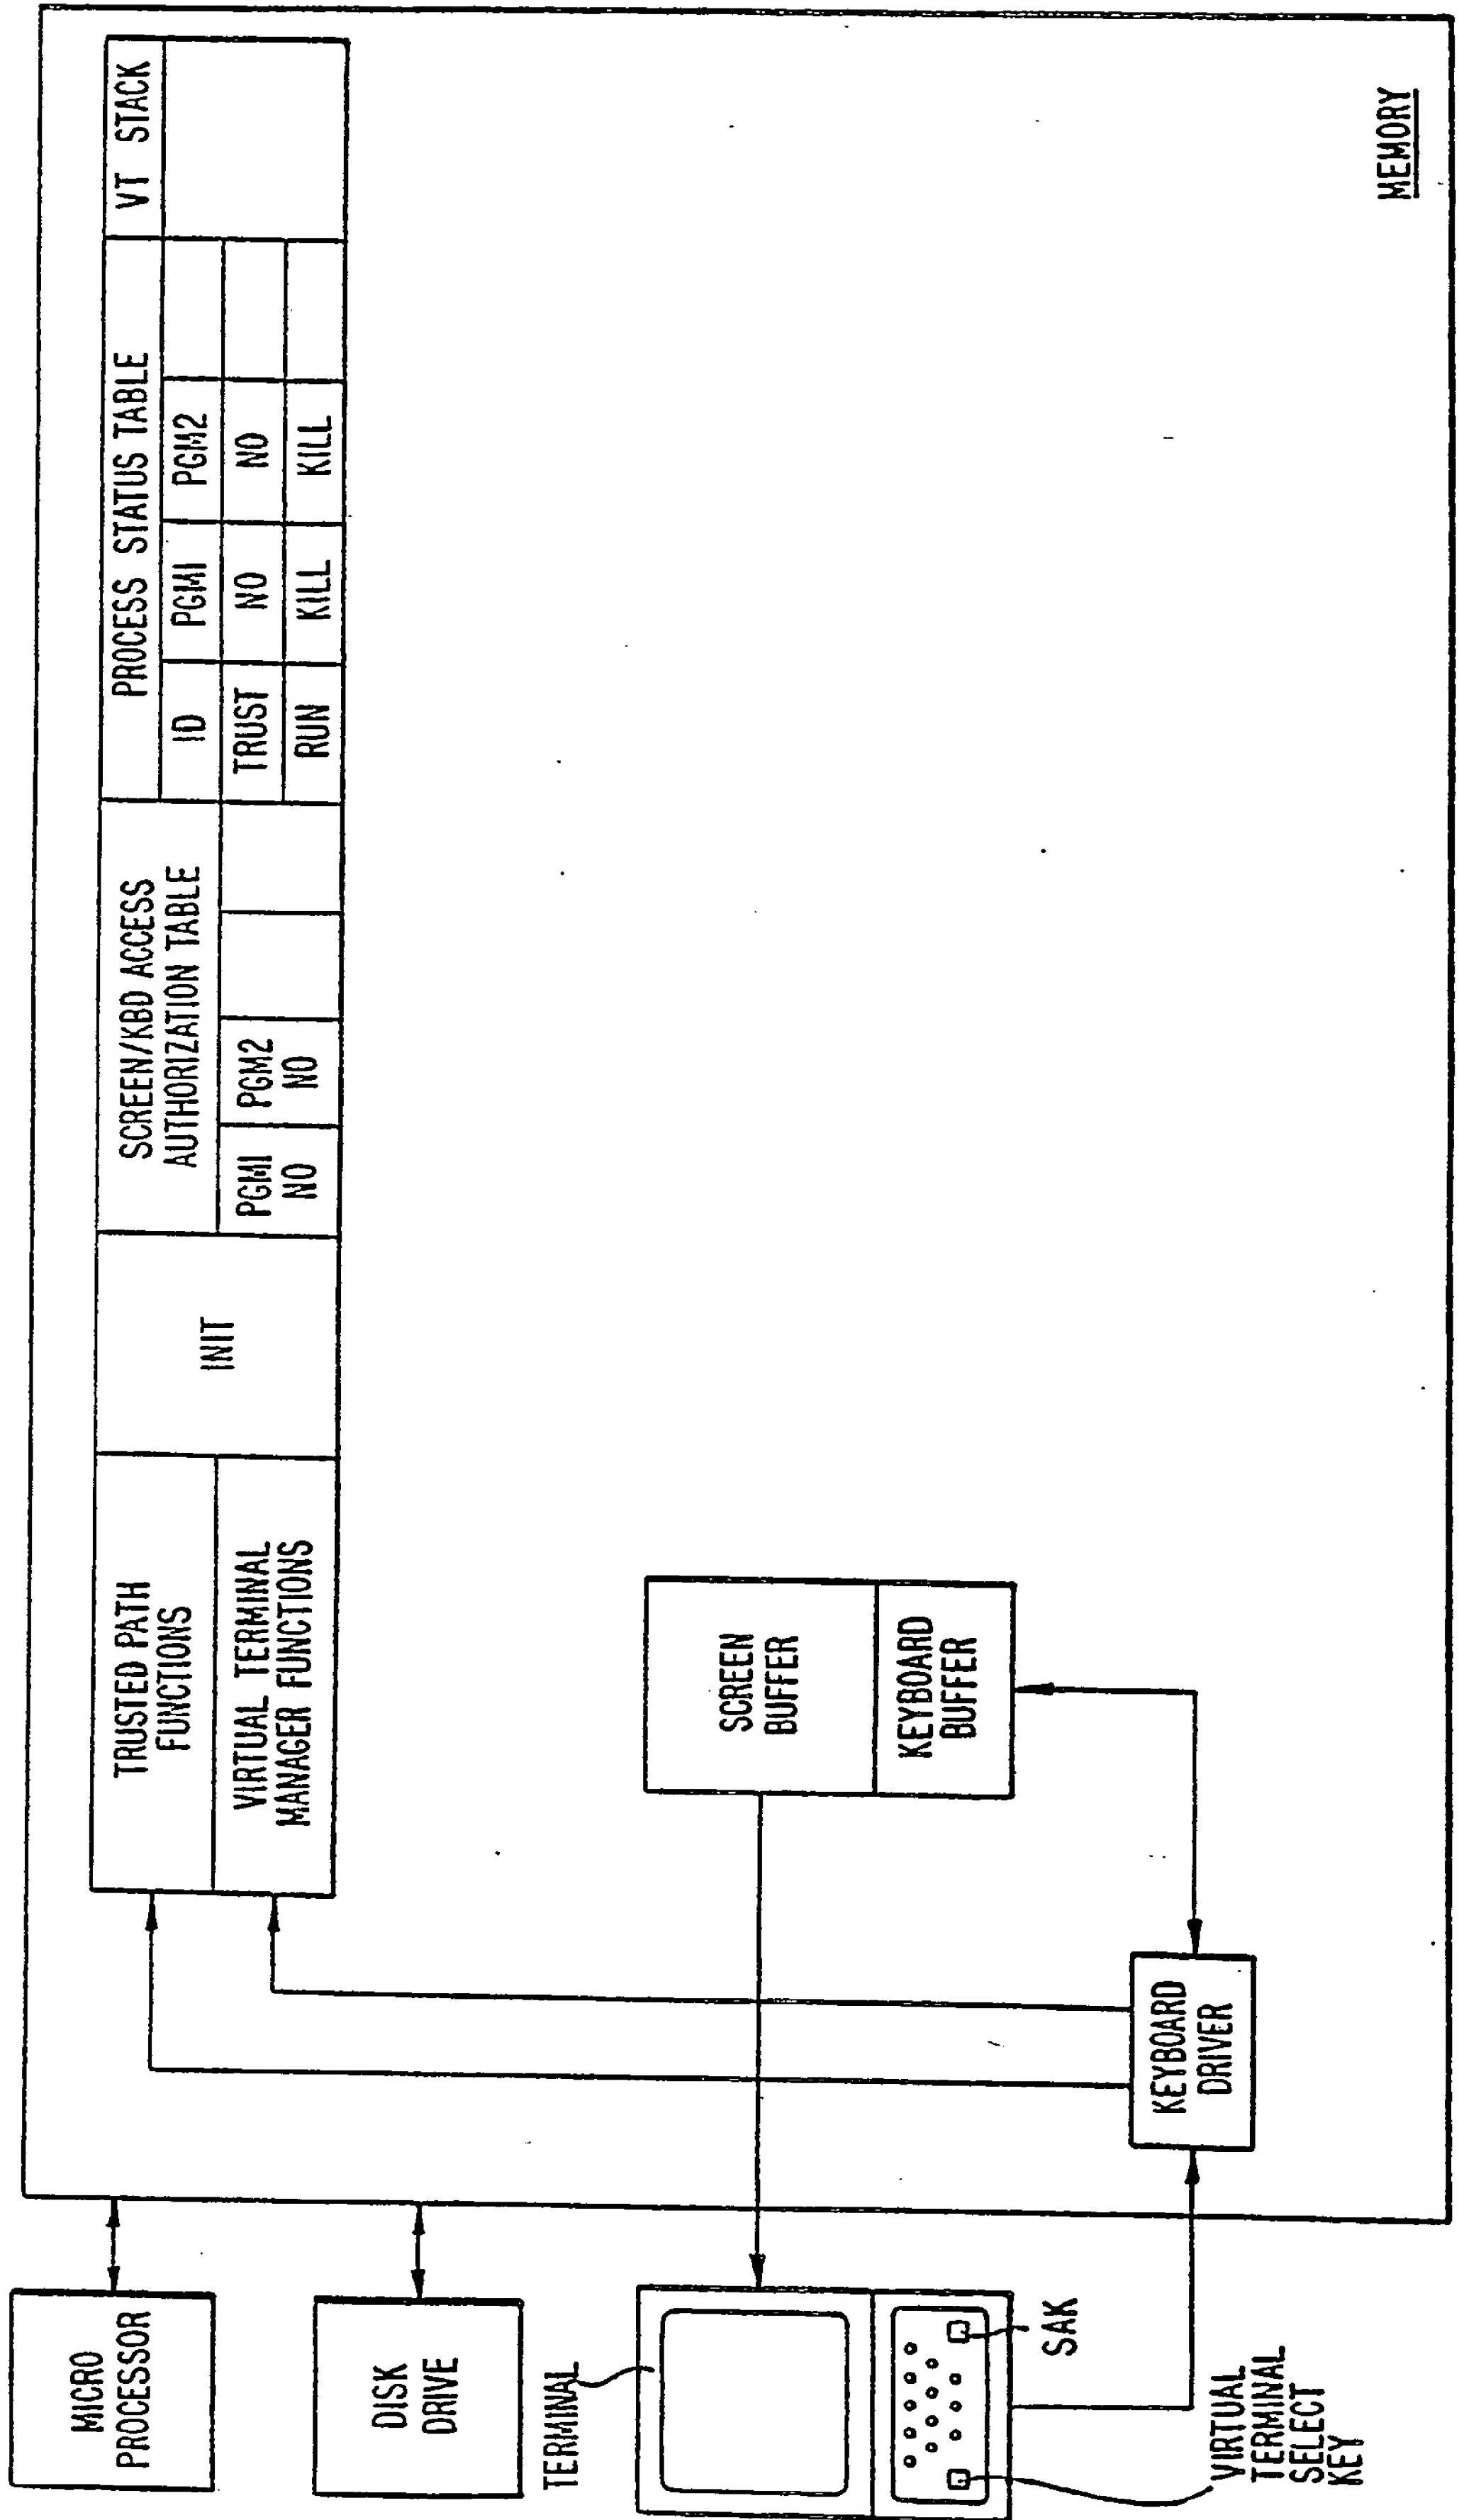 MICRO
PROCESSOR
DISK
DRIVE
TERMINAL
SAK
VIRTUAL
TERMINAL
SELECT
KEY
TRUSTED PATH
FUNCTIONS
VIRTUAL TERMINAL
MANAGER FUNCTIONS
INIT
SCREEN/KBD ACCESS
AUTHORIZATION TABLE
PGM1
NO
PGM2
NO
PROCESS STATUS TABLE
ID PGM1 PGM2
TRUST NO NO
RUN KILL KILL
VT STACK
SCREEN
BUFFER
KEYBOARD
BUFFER
KEYBOARD
DRIVER
MEMORY